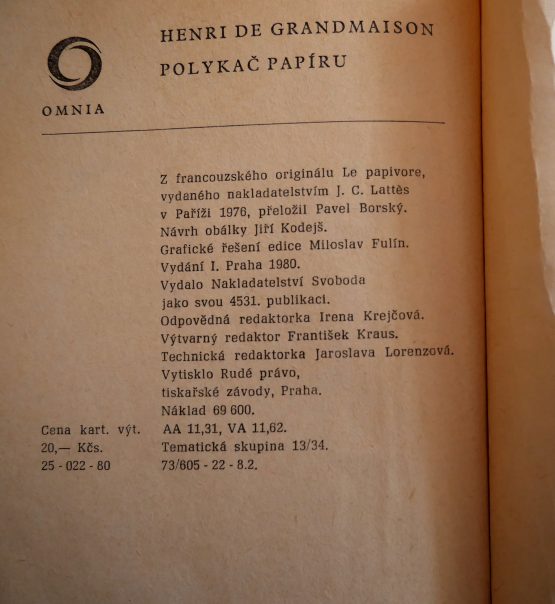 HENRI DE GRANDMAISON
POLYKAČ PAPÍRU
OMNIA
Z francouzského originálu Le papivore,
vydaného nakladatelstvím J. C. Lattès
v Paříži 1976, přeložil Pavel Borský.
Návrh obálky Jiří Kodejš.
Grafické řešení edice Miloslav Fulín.
Vydání I. Praha 1980.
Vydalo Nakladatelství Svoboda
jako svou 4531. publikaci.
Odpovědná redaktorka Irena Krejčová.
Výtvarný redaktor František Kraus.
Technická redaktorka Jaroslava Lorenzová.
Vytisklo Rudé právo,
tiskařské závody, Praha.
Náklad 69 600.
Cena kart. výt. AA 11,31, VA 11,62.
20,— Kčs. Tematická skupina 13/34.
25 - 022 - 80 73/605 - 22 - 8.2.